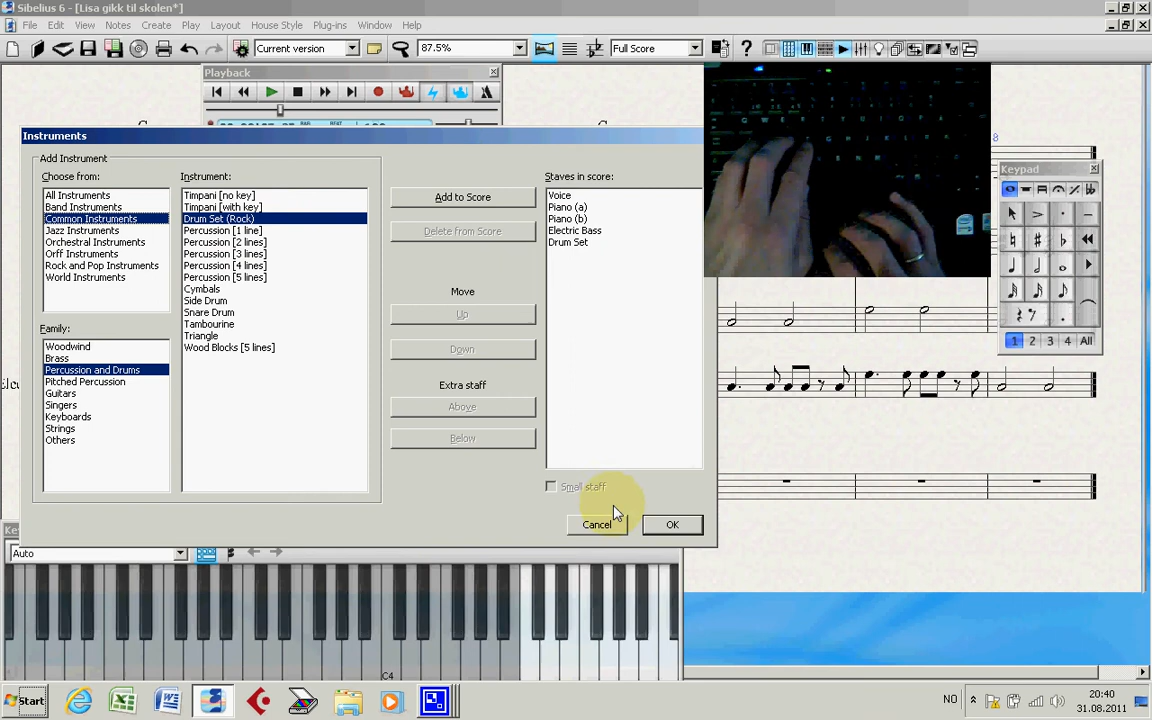 Sibelius 6 - [Lisa gikk til skolen*]
File Edit View Notes Create Play Layout House Style Plug-ins Window Help
Current version 87.5% Full Score
Playback
Instruments
Add Instrument
Choose from:
All Instruments
Band Instruments
Common Instruments
Jazz Instruments
Orchestral Instruments
Orff Instruments
Rock and Pop Instruments
World Instruments
Family:
Woodwind
Brass
Percussion and Drums
Pitched Percussion
Guitars
Singers
Keyboards
Strings
Others
Instrument:
Timpani [no key]
Timpani [with key]
Drum Set (Rock)
Percussion [1 line]
Percussion [2 lines]
Percussion [3 lines]
Percussion [4 lines]
Percussion [5 lines]
Cymbals
Side Drum
Snare Drum
Tambourine
Triangle
Wood Blocks [5 lines]
Add to Score
Delete from Score
Move
Up
Down
Extra staff
Above
Below
Staves in score:
Voice
Piano (a)
Piano (b)
Electric Bass
Drum Set
Small staff
Cancel OK
8
Keypad
1 2 3 4 All
Auto
C4
Start
NO
20:40
31.08.2011